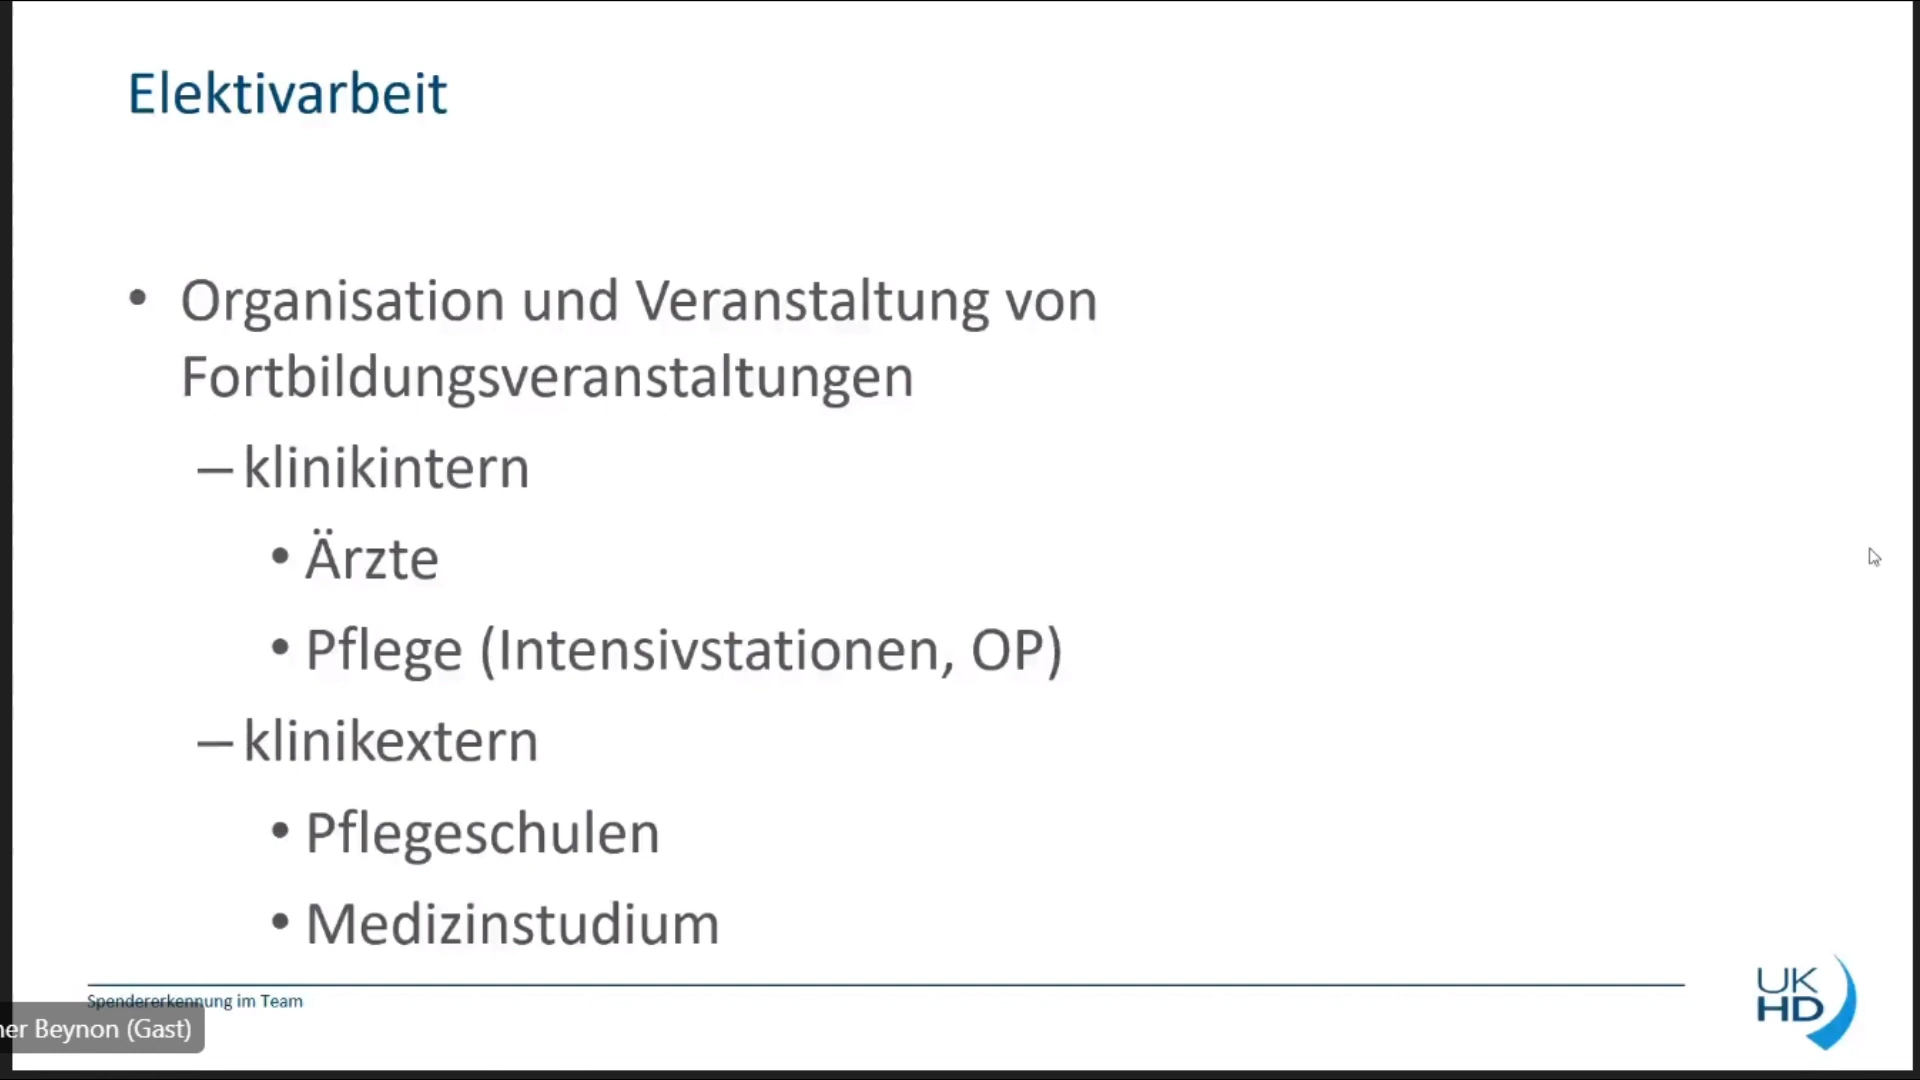 Elektivarbeit
• Organisation und Veranstaltung von
Fortbildungsveranstaltungen
– klinikintern
• Ärzte
• Pflege (Intensivstationen, OP)
– klinikextern
• Pflegeschulen
• Medizinstudium
Spendererkennung im Team
Beynon (Gast)
UK
HD